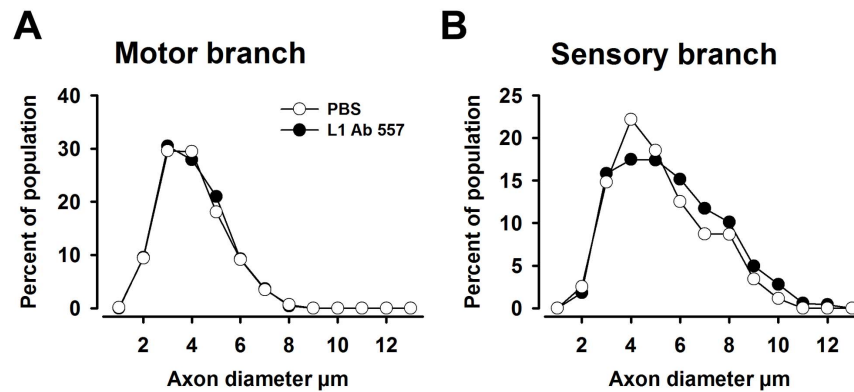 A
Motor branch
Percent of population
40
30
20
10
0
PBS
L1 Ab 557
2 4 6 8 10 12
Axon diameter µm
B
Sensory branch
Percent of population
25
20
15
10
5
0
2 4 6 8 10 12
Axon diameter µm